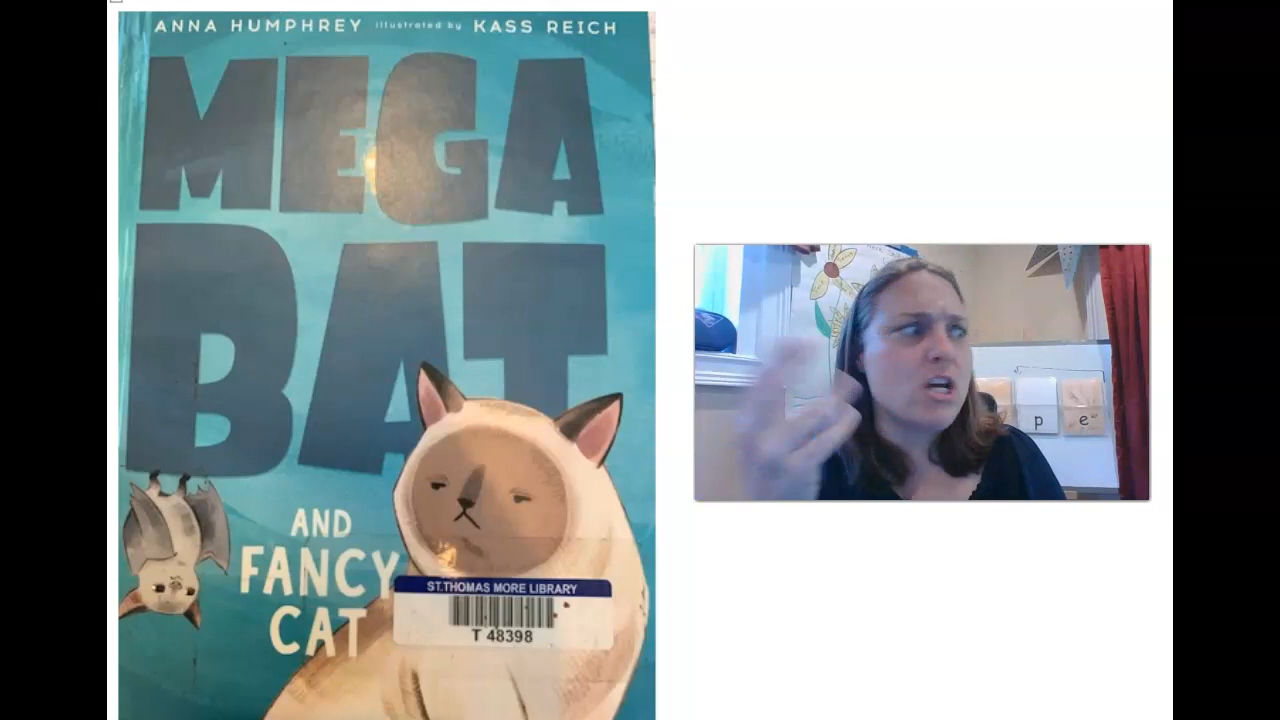 ANNA HUMPHREY illustrated by KASS REICH
MEGA
BAT
AND
FANCY
CAT
ST.THOMAS MORE LIBRARY
T 48398
p
e